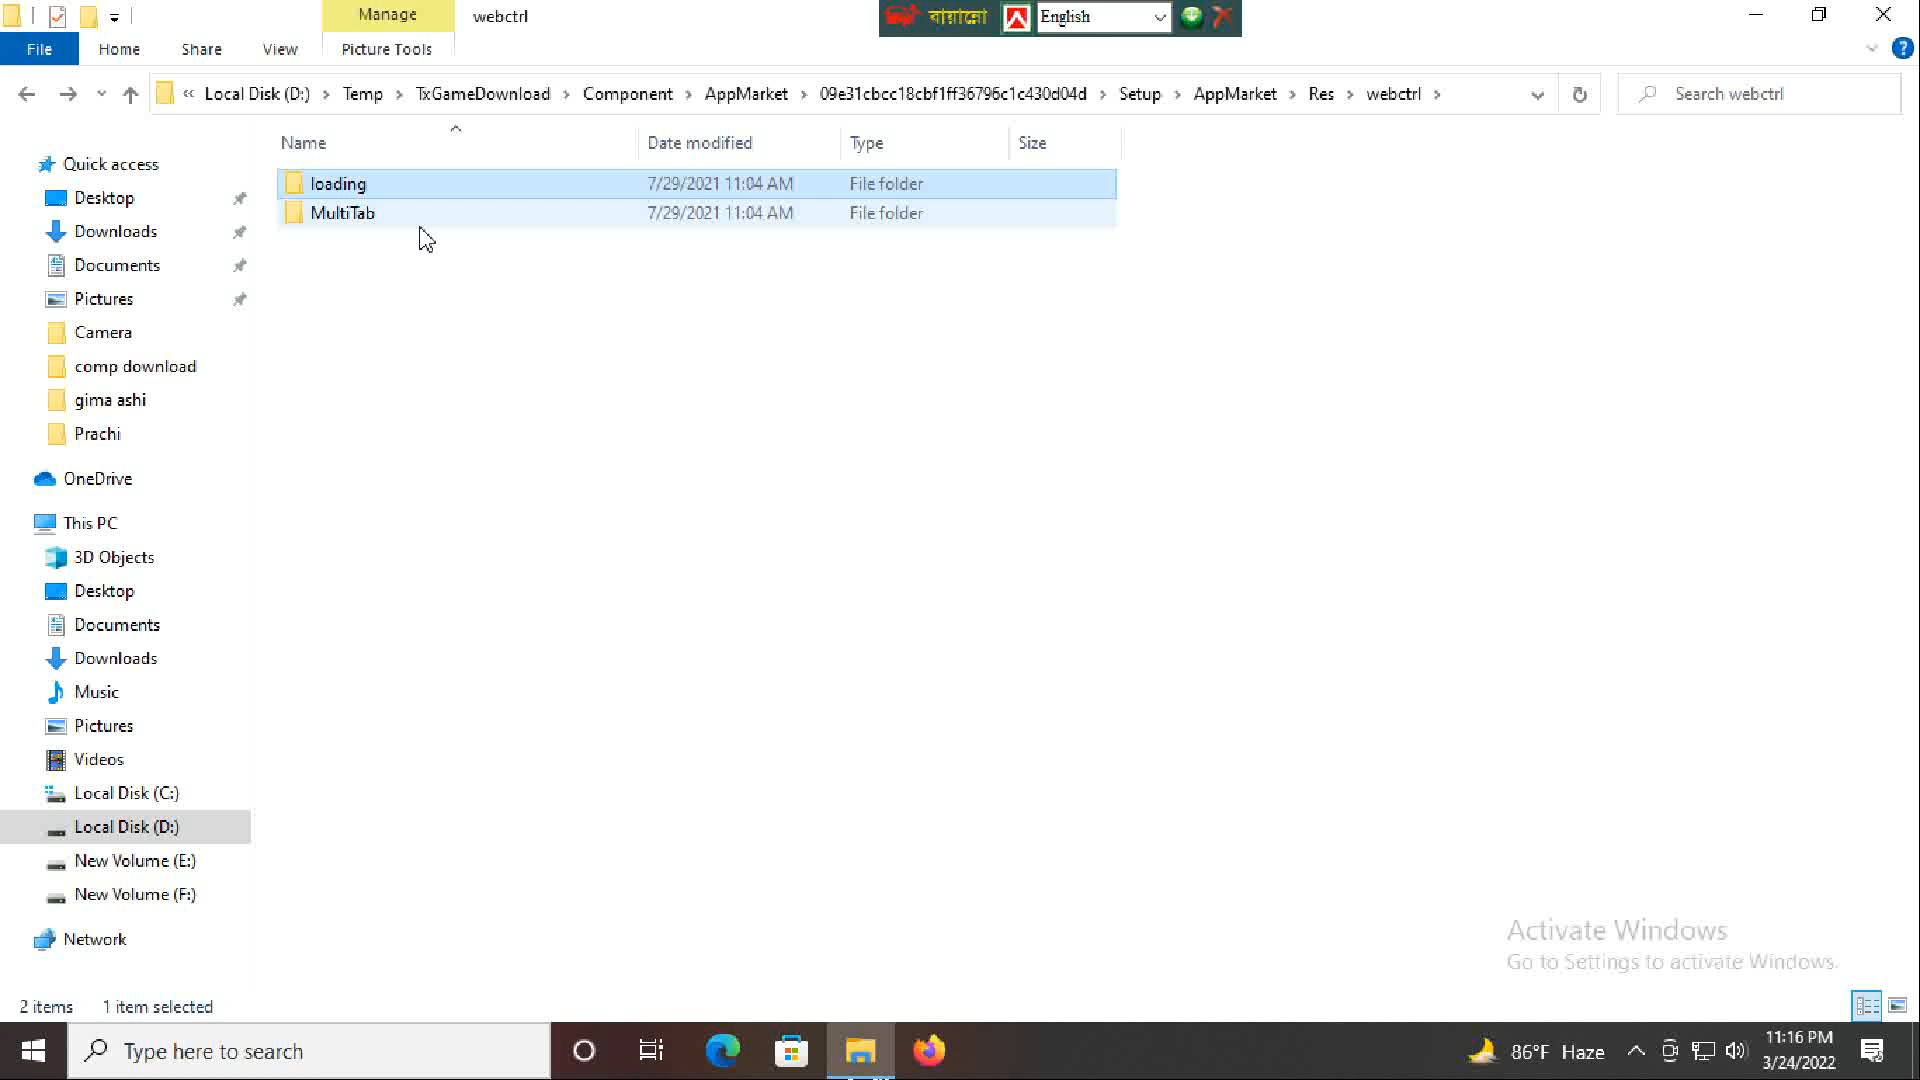 Manage
webctrl
বায়ান্নো
English
File
Home
Share
View
Picture Tools
« Local Disk (D:) › Temp › TxGameDownload › Component › AppMarket › 09e31cbcc18cbf1ff36796c1c430d04d › Setup › AppMarket › Res › webctrl ›
Search webctrl
Name
Date modified
Type
Size
loading
7/29/2021 11:04 AM
File folder
MultiTab
7/29/2021 11:04 AM
File folder
Quick access
Desktop
Downloads
Documents
Pictures
Camera
comp download
gima ashi
Prachi
OneDrive
This PC
3D Objects
Desktop
Documents
Downloads
Music
Pictures
Videos
Local Disk (C:)
Local Disk (D:)
New Volume (E:)
New Volume (F:)
Network
Activate Windows
Go to Settings to activate Windows.
2 items
1 item selected
Type here to search
86°F Haze
11:16 PM
3/24/2022